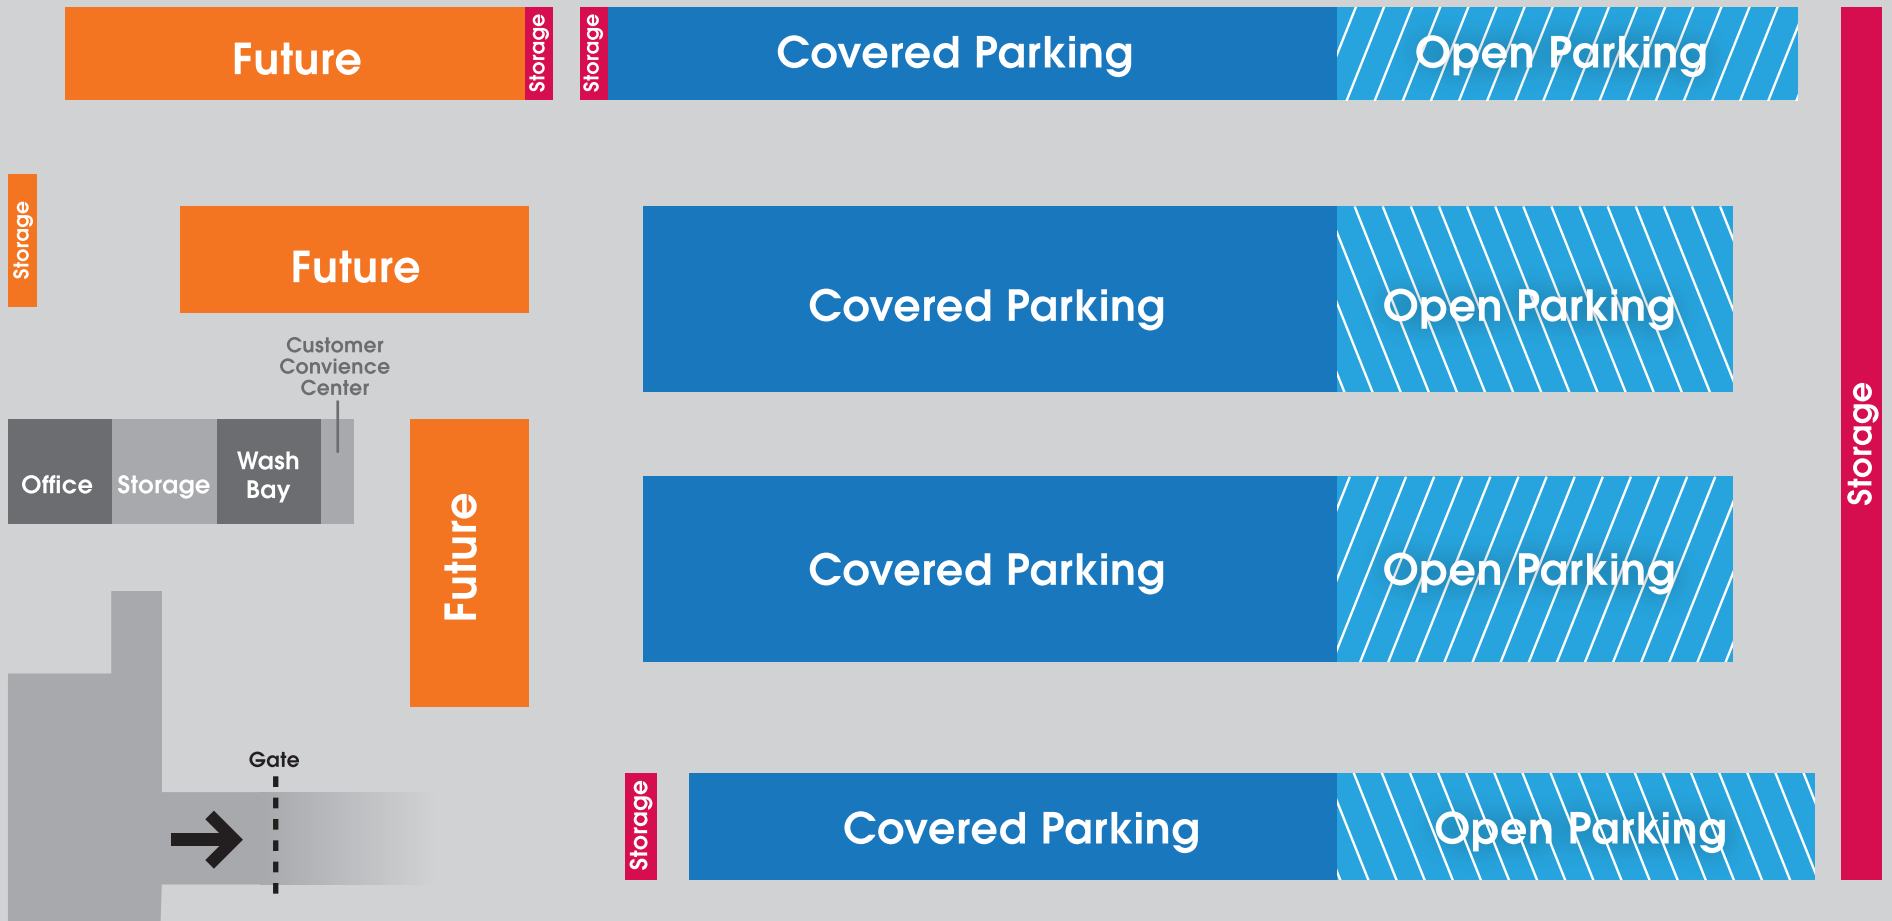 Future
Storage
Storage
Covered Parking
Open Parking
Storage
Future
Covered Parking
Open Parking
Customer
Convience
Center
Office
Storage
Wash
Bay
Future
Covered Parking
Open Parking
Storage
Gate
Storage
Covered Parking
Open Parking